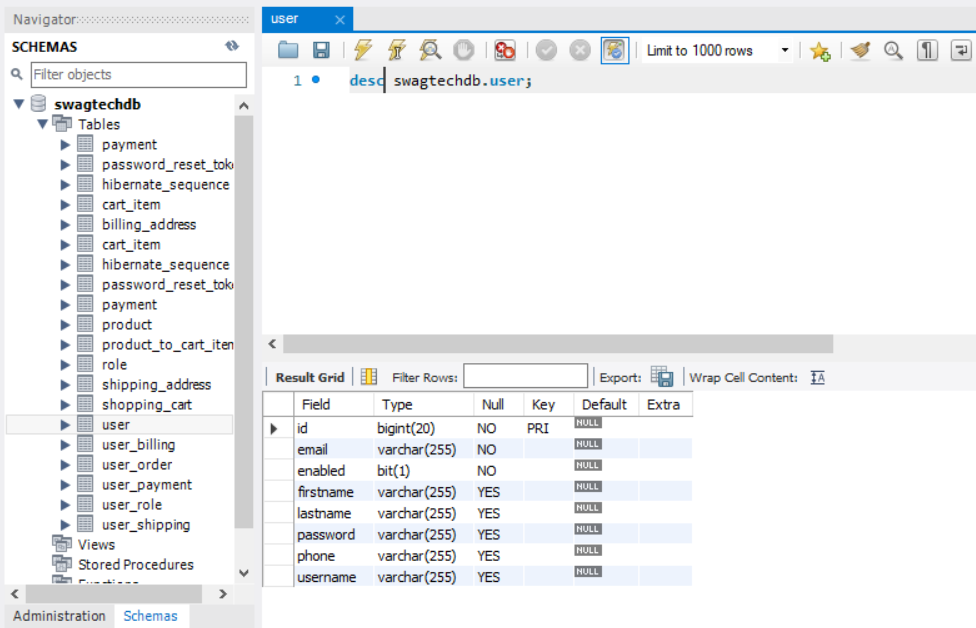 Navigator
SCHEMAS
Filter objects
swagtechdb
Tables
payment
password_reset_tok
hibernate_sequence
cart_item
billing_address
cart_item
hibernate_sequence
password_reset_tok
payment
product
product_to_cart_iten
role
shipping_address
shopping_cart
user
user_billing
user_order
user_payment
user_role
user_shipping
Views
Stored Procedures
Functions
Administration Schemas
user
Limit to 1000 rows
1 desc swagtechdb.user;
Result Grid Filter Rows: Export: Wrap Cell Content: IA
Field Type Null Key Default Extra
id bigint(20) NO PRI NULL
email varchar(255) NO NULL
enabled bit(1) NO NULL
firstname varchar(255) YES NULL
lastname varchar(255) YES NULL
password varchar(255) YES NULL
phone varchar(255) YES NULL
username varchar(255) YES NULL